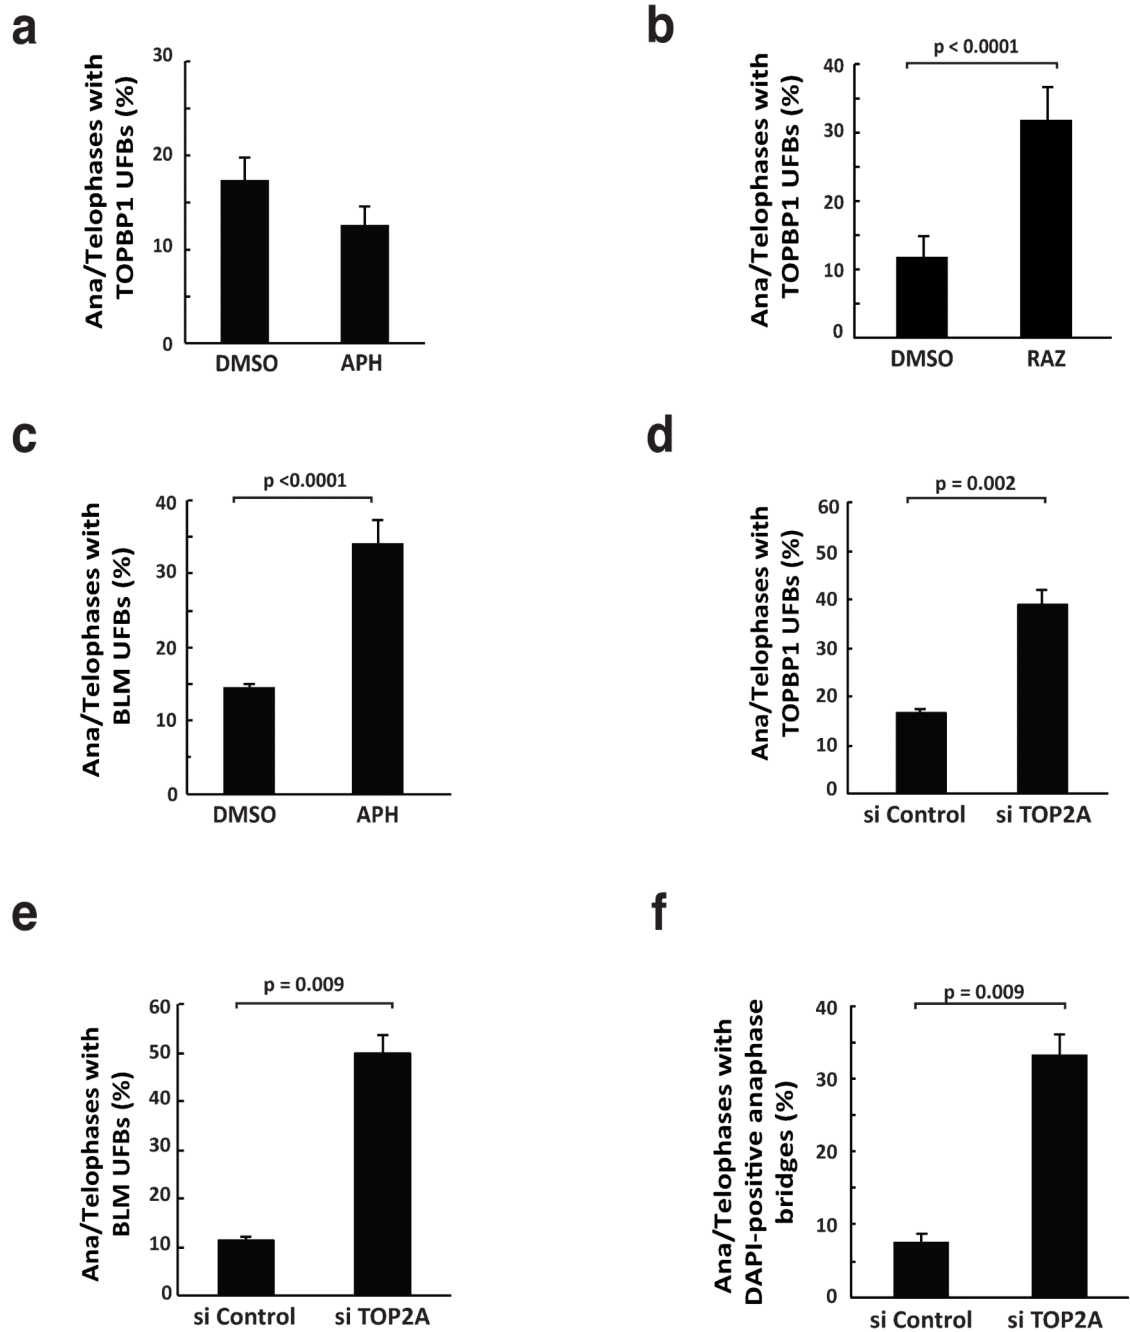 a
Ana/Telophases with
TOPBP1 UFBs (%)
30
20
10
0
DMSO APH
b
p < 0.0001
Ana/Telophases with
TOPBP1 UFBs (%)
40
30
20
10
0
DMSO RAZ
c
p <0.0001
Ana/Telophases with
BLM UFBs (%)
40
30
20
10
0
DMSO APH
d
p = 0.002
Ana/Telophases with
TOPBP1 UFBs (%)
60
50
40
30
20
10
0
si Control si TOP2A
e
p = 0.009
Ana/Telophases with
BLM UFBs (%)
60
50
40
30
20
10
0
si Control si TOP2A
f
p = 0.009
Ana/Telophases with
DAPI-positive anaphase
bridges (%)
40
30
20
10
0
si Control si TOP2A